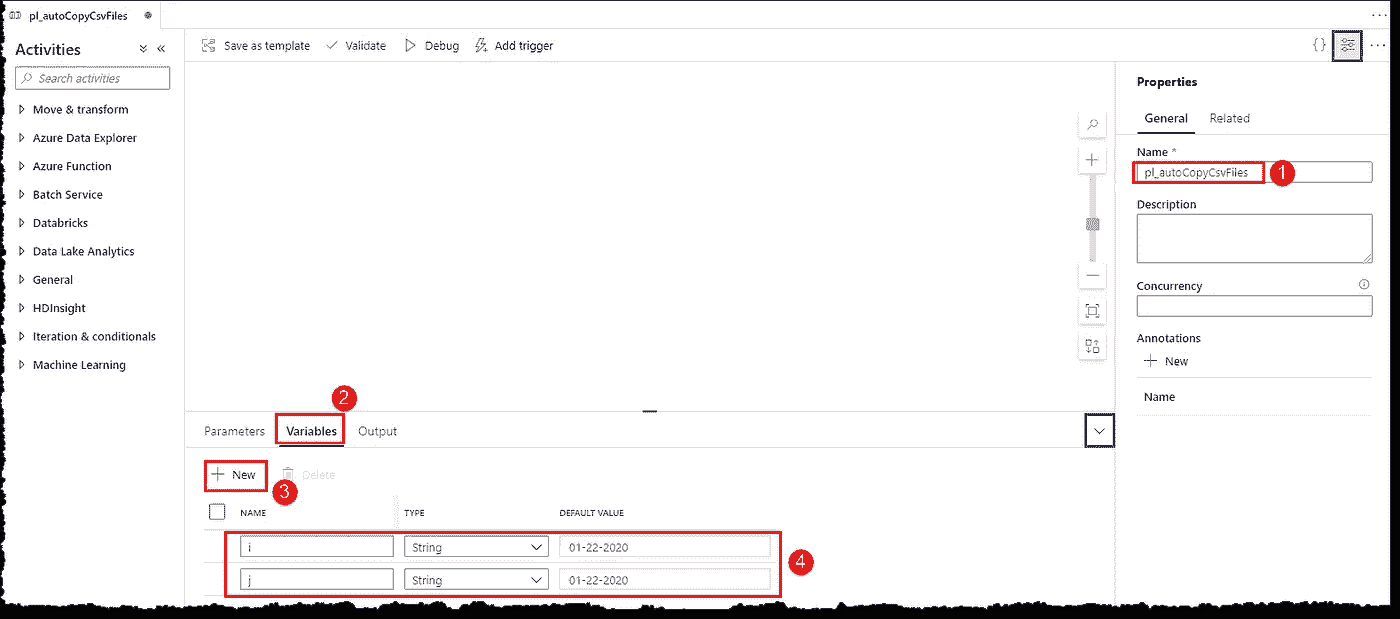 pl_autoCopyCsvFiles
Activities
Search activities
Move & transform
Azure Data Explorer
Azure Function
Batch Service
Databricks
Data Lake Analytics
General
HDInsight
Iteration & conditionals
Machine Learning
Save as template Validate Debug Add trigger
{}
Properties
General Related
Name *
pl_autoCopyCsvFiles 1
Description
Concurrency
Annotations
+ New
Name
2
Parameters Variables Output
+ New Delete
3
NAME TYPE DEFAULT VALUE
i String 01-22-2020
j String 01-22-2020
4